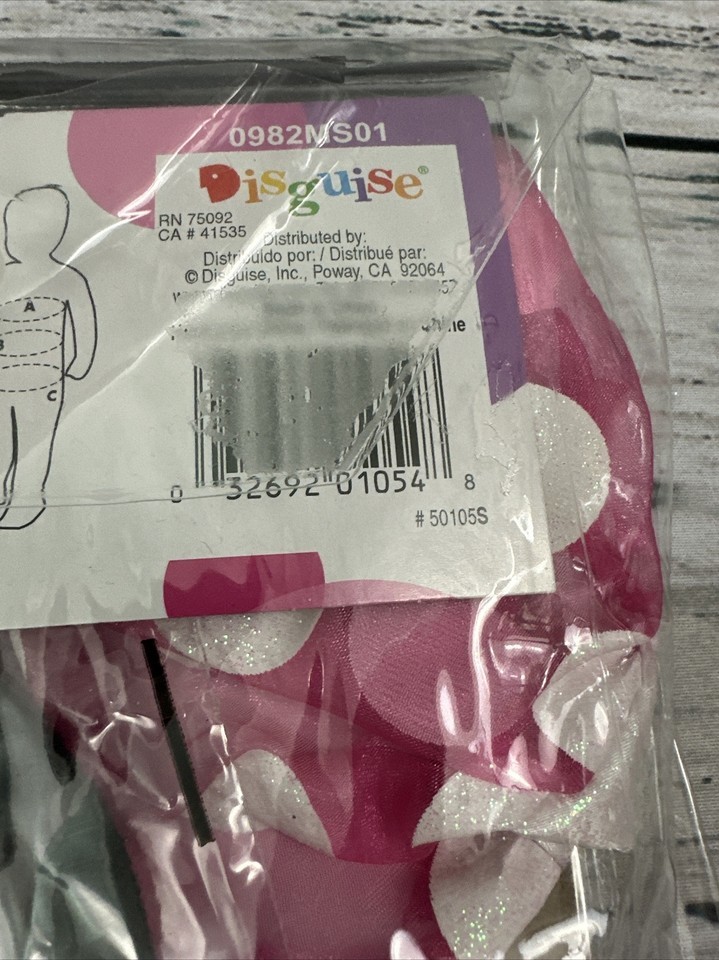 0982MS01
Disguise®
RN 75092
CA # 41535
Distributed by:
Distribuido por: / Distribué par:
© Disguise, Inc., Poway, CA 92064
A
B
C
0 32692 01054 8
# 50105S